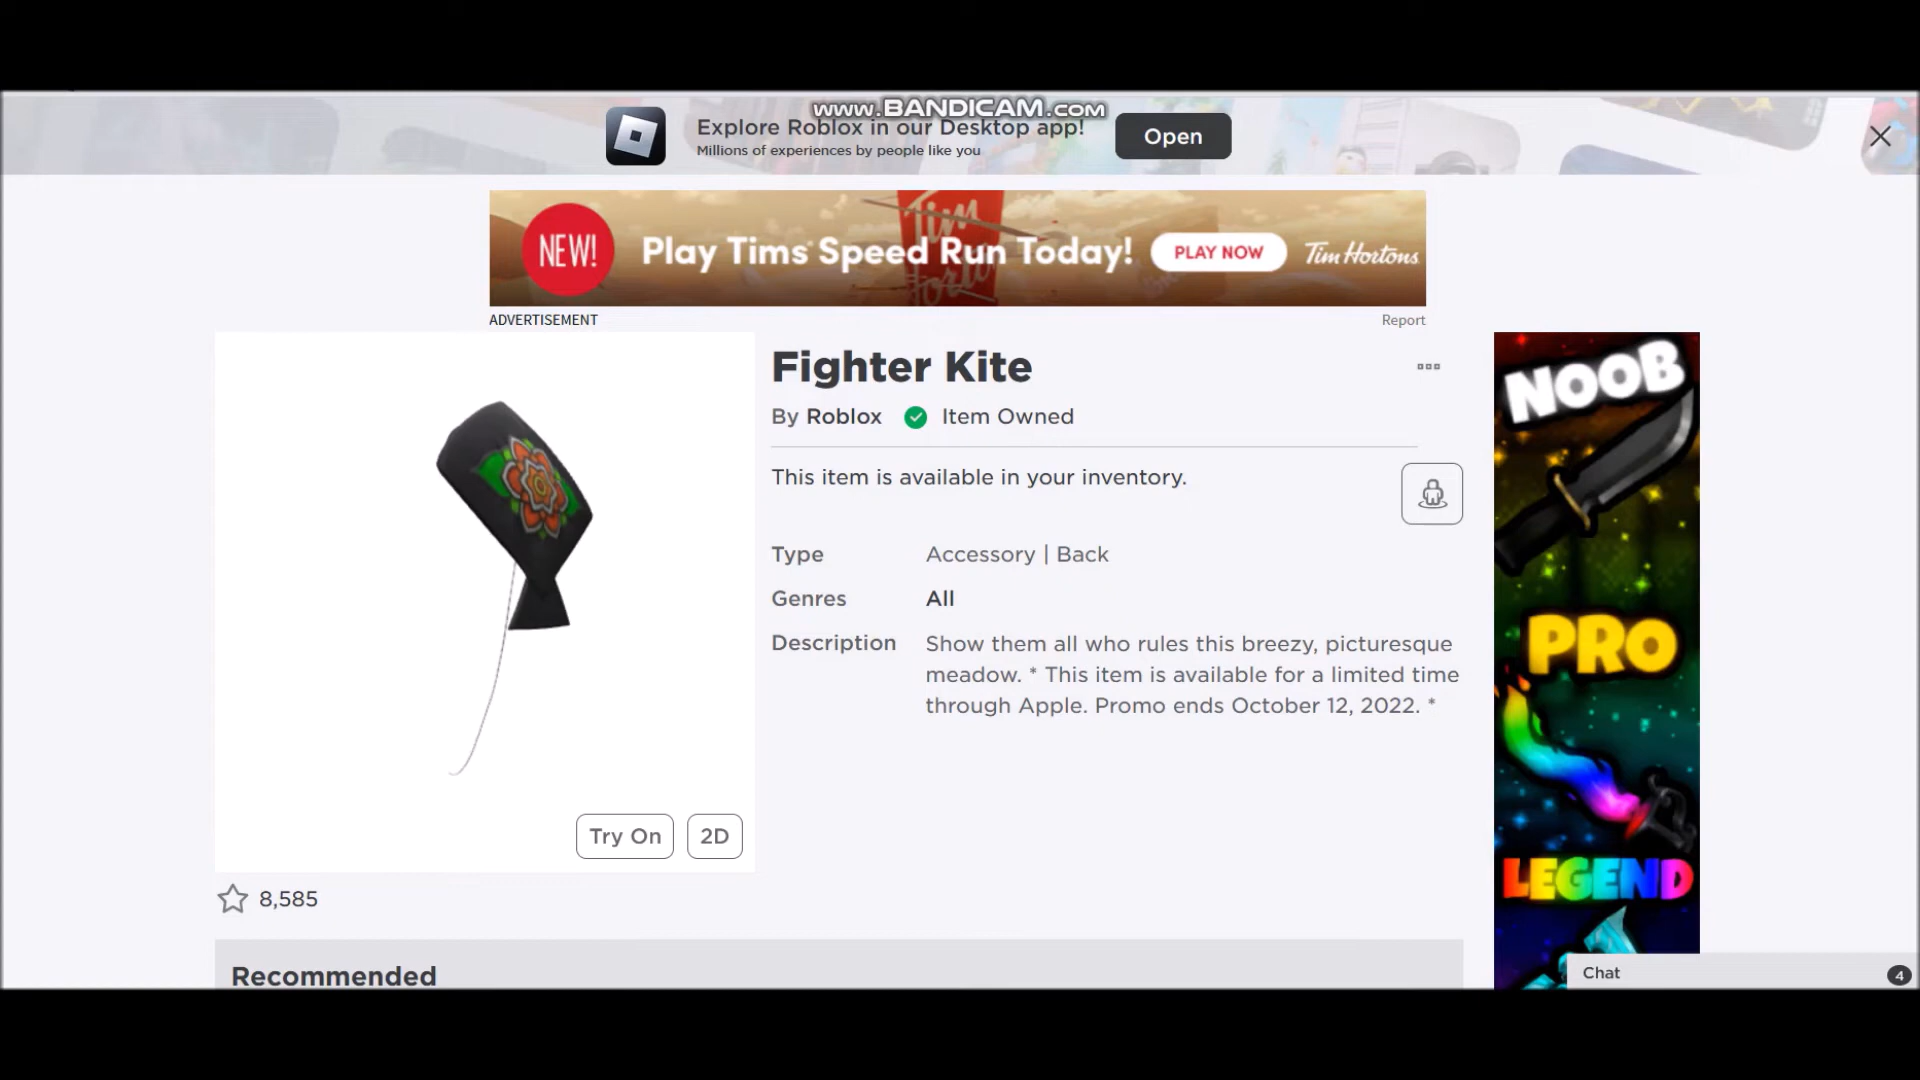 www.BANDICAM.com
Explore Roblox in our Desktop app!
Millions of experiences by people like you
Open
NEW!
Play Tims Speed Run Today!
PLAY NOW
Tim Hortons
ADVERTISEMENT
Report
Fighter Kite
By Roblox Item Owned
This item is available in your inventory.
Type Accessory | Back
Genres All
Description Show them all who rules this breezy, picturesque
meadow. * This item is available for a limited time
through Apple. Promo ends October 12, 2022. *
Try On 2D
8,585
Recommended
NOOB
PRO
LEGEND
Chat 4